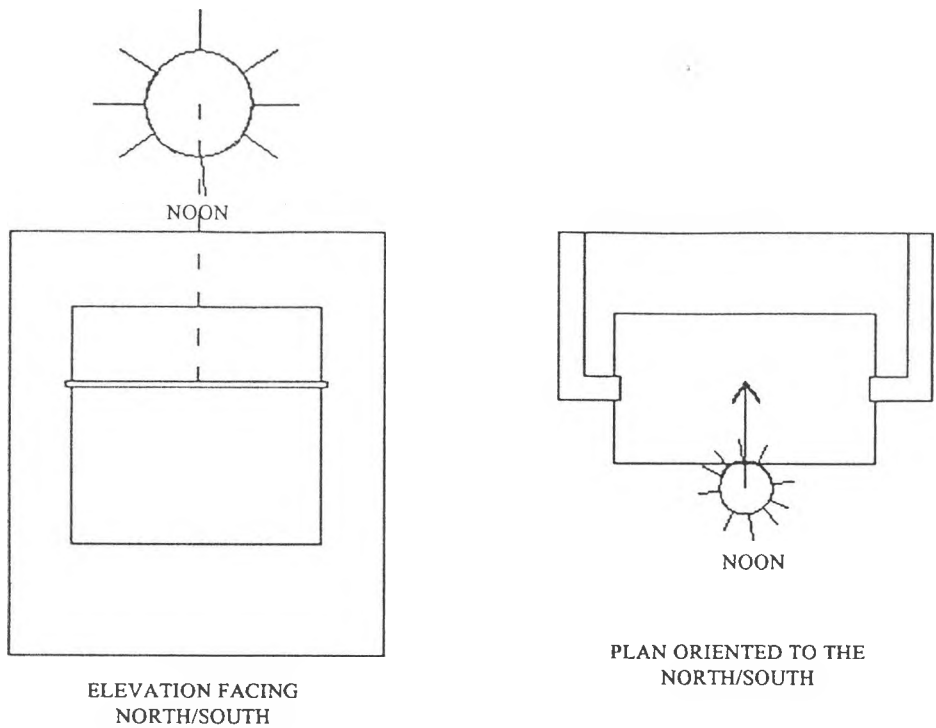 NOON
ELEVATION FACING
NORTH/SOUTH
NOON
PLAN ORIENTED TO THE
NORTH/SOUTH